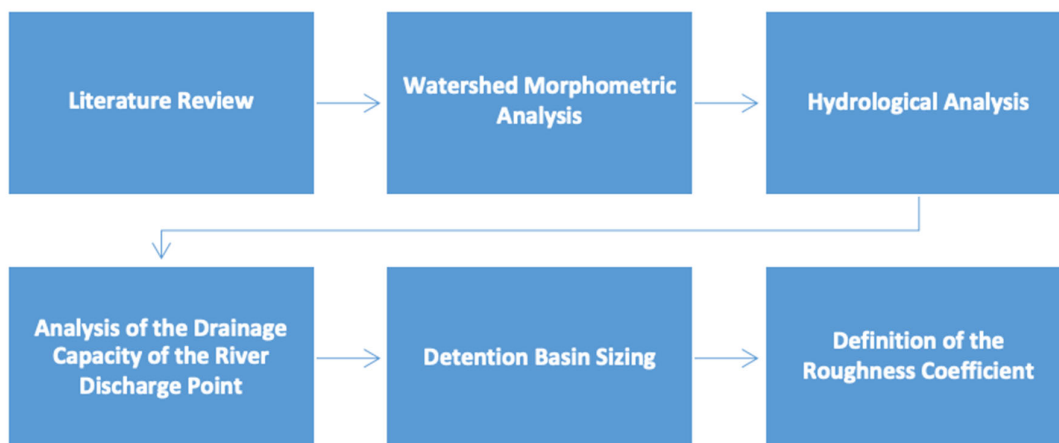 Literature Review
Watershed Morphometric
Analysis
Hydrological Analysis
Analysis of the Drainage
Capacity of the River
Discharge Point
Detention Basin Sizing
Definition of the
Roughness Coefficient